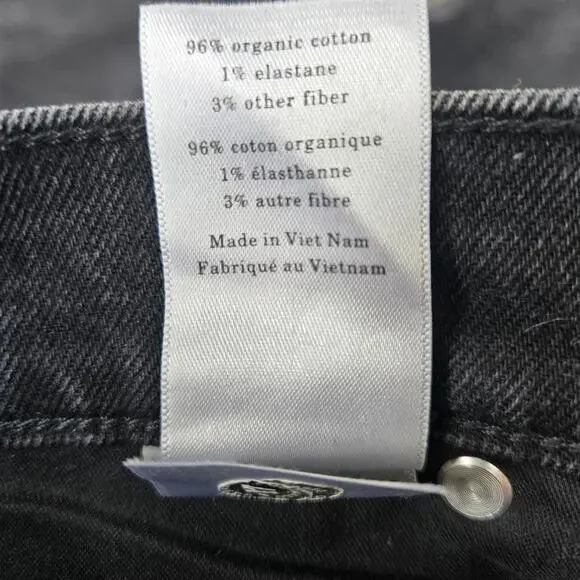 96% organic cotton
1% elastane
3% other fiber
96% coton organique
1% élasthanne
3% autre fibre
Made in Viet Nam
Fabriqué au Vietnam